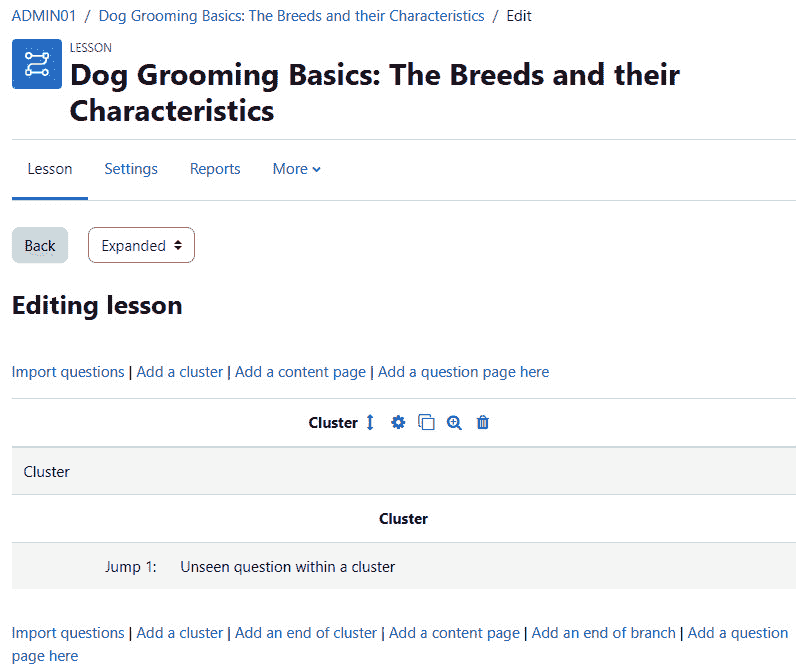 ADMIN01 / Dog Grooming Basics: The Breeds and their Characteristics / Edit
LESSON
Dog Grooming Basics: The Breeds and their
Characteristics
Lesson Settings Reports More
Back Expanded
Editing lesson
Import questions | Add a cluster | Add a content page | Add a question page here
Cluster
Cluster
Cluster
Jump 1: Unseen question within a cluster
Import questions | Add a cluster | Add an end of cluster | Add a content page | Add an end of branch | Add a question
page here